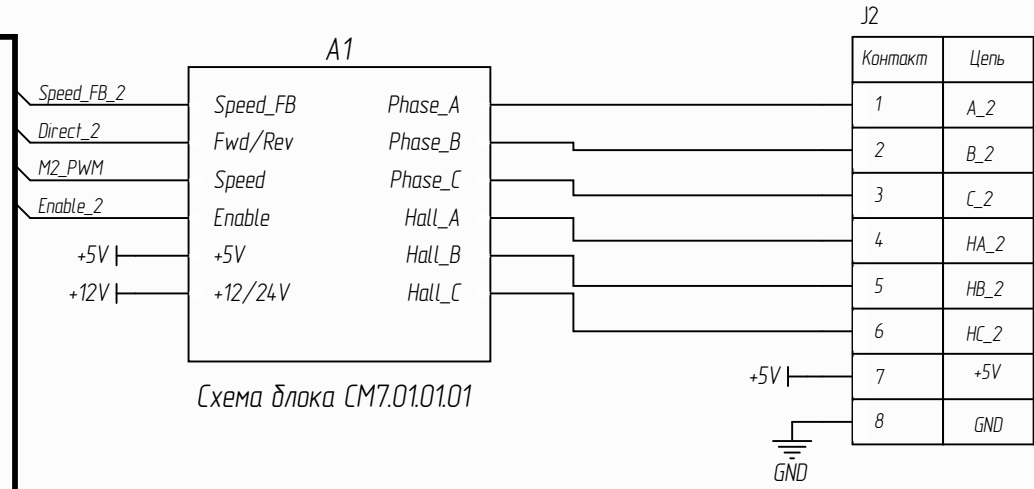 J2
Контакт Цепь
1 A_2
2 B_2
3 C_2
4 HA_2
5 HB_2
6 HC_2
7 +5V
8 GND
A1
Speed_FB_2
Direct_2
M2_PWM
Enable_2
+5V
+12V
Speed_FB Phase_A
Fwd/Rev Phase_B
Speed Phase_C
Enable Hall_A
+5V Hall_B
+12/24V Hall_C
Схема блока СМ7.01.01.01
+5V
GND